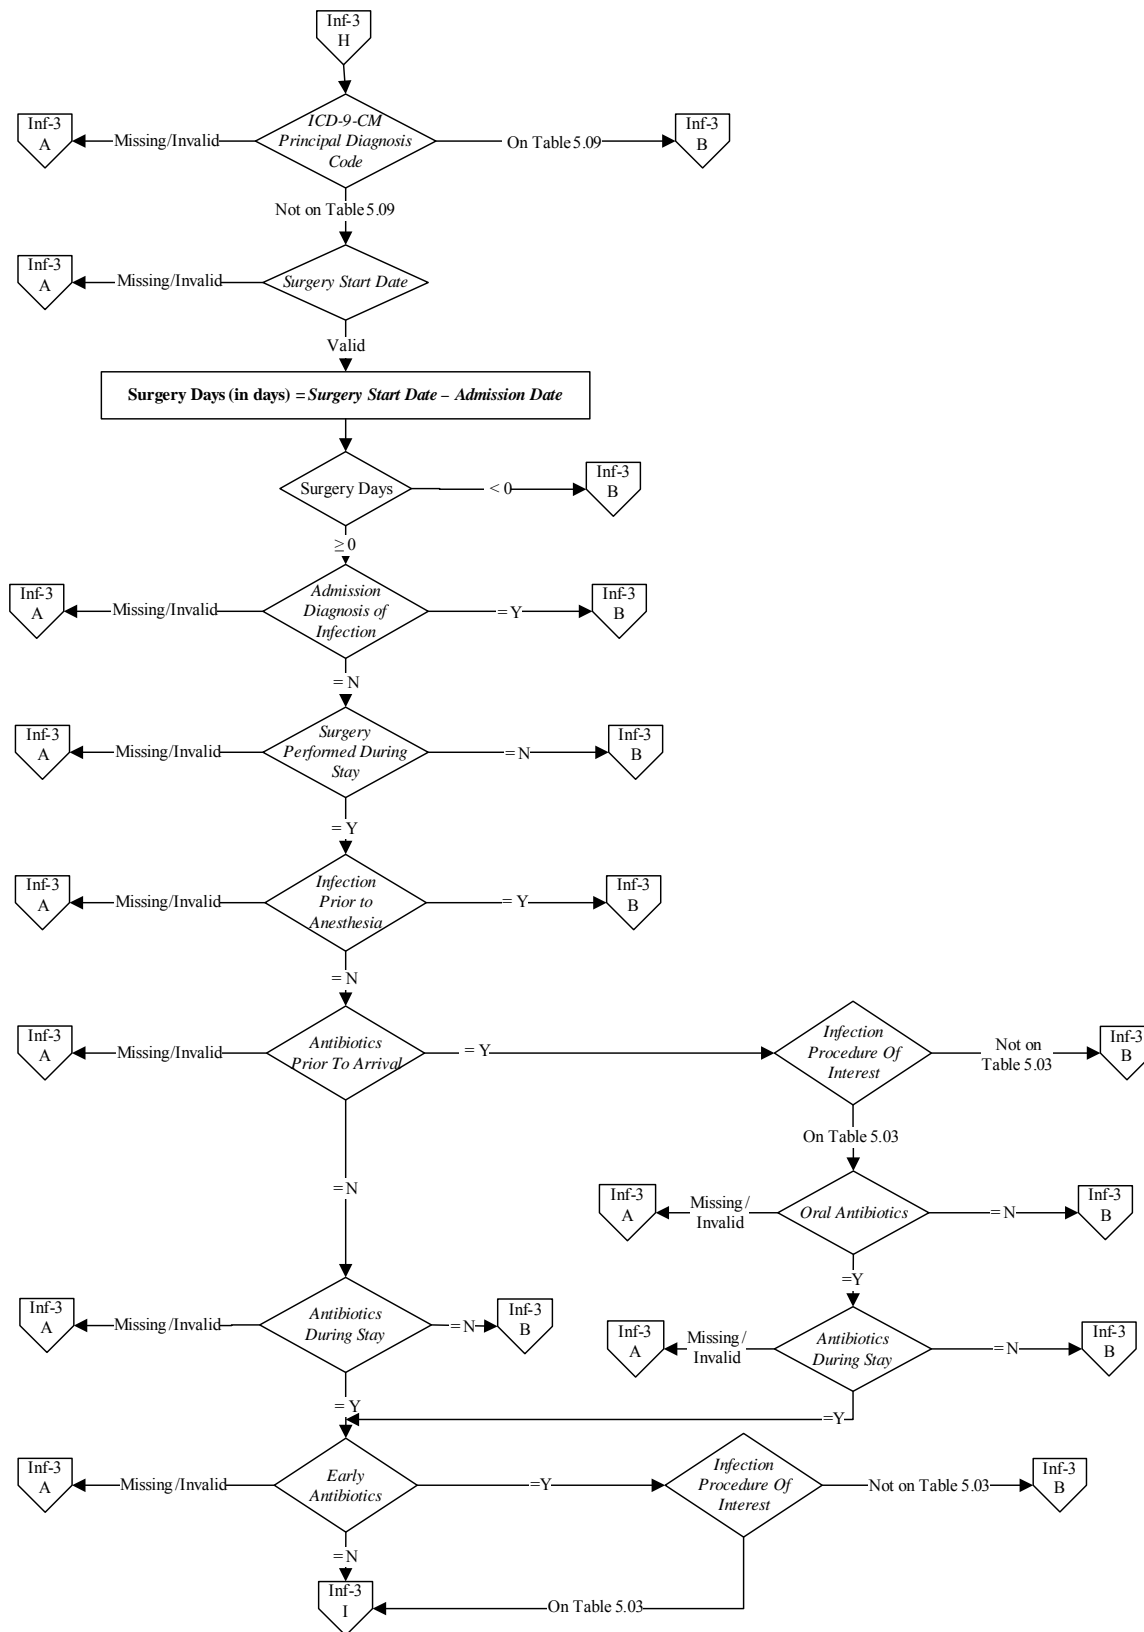 Inf-3
H
ICD-9-CM
Principal Diagnosis
Code
Inf-3
A
Missing/Invalid
On Table 5.09
Inf-3
B
Not on Table 5.09
Inf-3
A
Missing/Invalid
Surgery Start Date
Valid
Surgery Days (in days) = Surgery Start Date – Admission Date
Surgery Days
< 0
Inf-3
B
≥ 0
Inf-3
A
Missing/Invalid
Admission
Diagnosis of
Infection
= Y
Inf-3
B
= N
Inf-3
A
Missing/Invalid
Surgery
Performed During
Stay
= N
Inf-3
B
= Y
Inf-3
A
Missing/Invalid
Infection
Prior to
Anesthesia
= Y
Inf-3
B
= N
Inf-3
A
Missing/Invalid
Antibiotics
Prior To Arrival
= Y
Infection
Procedure Of
Interest
Not on
Table 5.03
Inf-3
B
On Table 5.03
= N
Inf-3
A
Missing/
Invalid
Oral Antibiotics
= N
Inf-3
B
=Y
Inf-3
A
Missing/Invalid
Antibiotics
During Stay
= N
Inf-3
B
Inf-3
A
Missing/
Invalid
Antibiotics
During Stay
= N
Inf-3
B
= Y
=Y
Inf-3
A
Missing/Invalid
Early
Antibiotics
=Y
Infection
Procedure Of
Interest
Not on Table 5.03
Inf-3
B
= N
Inf-3
I
On Table 5.03